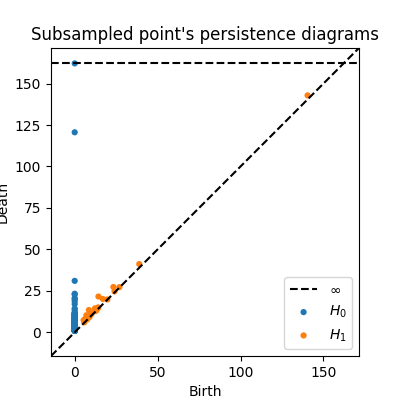 Subsampled point's persistence diagrams
150
125
100
75
50
25
0
Death
0 50 100 150
Birth
∞
H₀
H₁